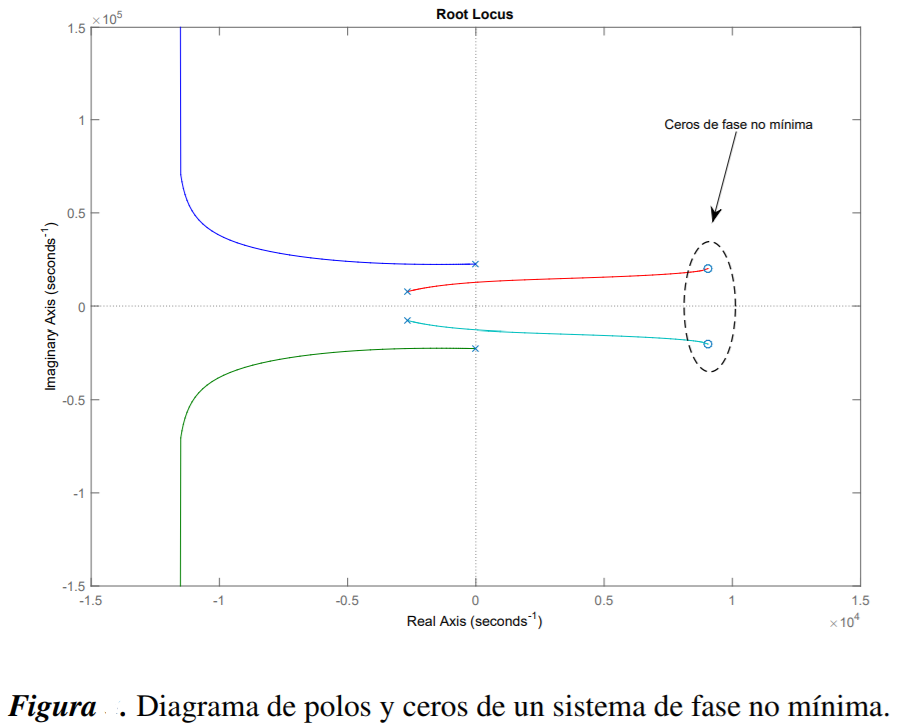 Root Locus
×10⁵
1.5
1
0.5
0
-0.5
-1
-1.5
Imaginary Axis (seconds⁻¹)
Ceros de fase no mínima
-1.5 -1 -0.5 0 0.5 1 1.5
Real Axis (seconds⁻¹)
×10⁴
Figura . Diagrama de polos y ceros de un sistema de fase no mínima.